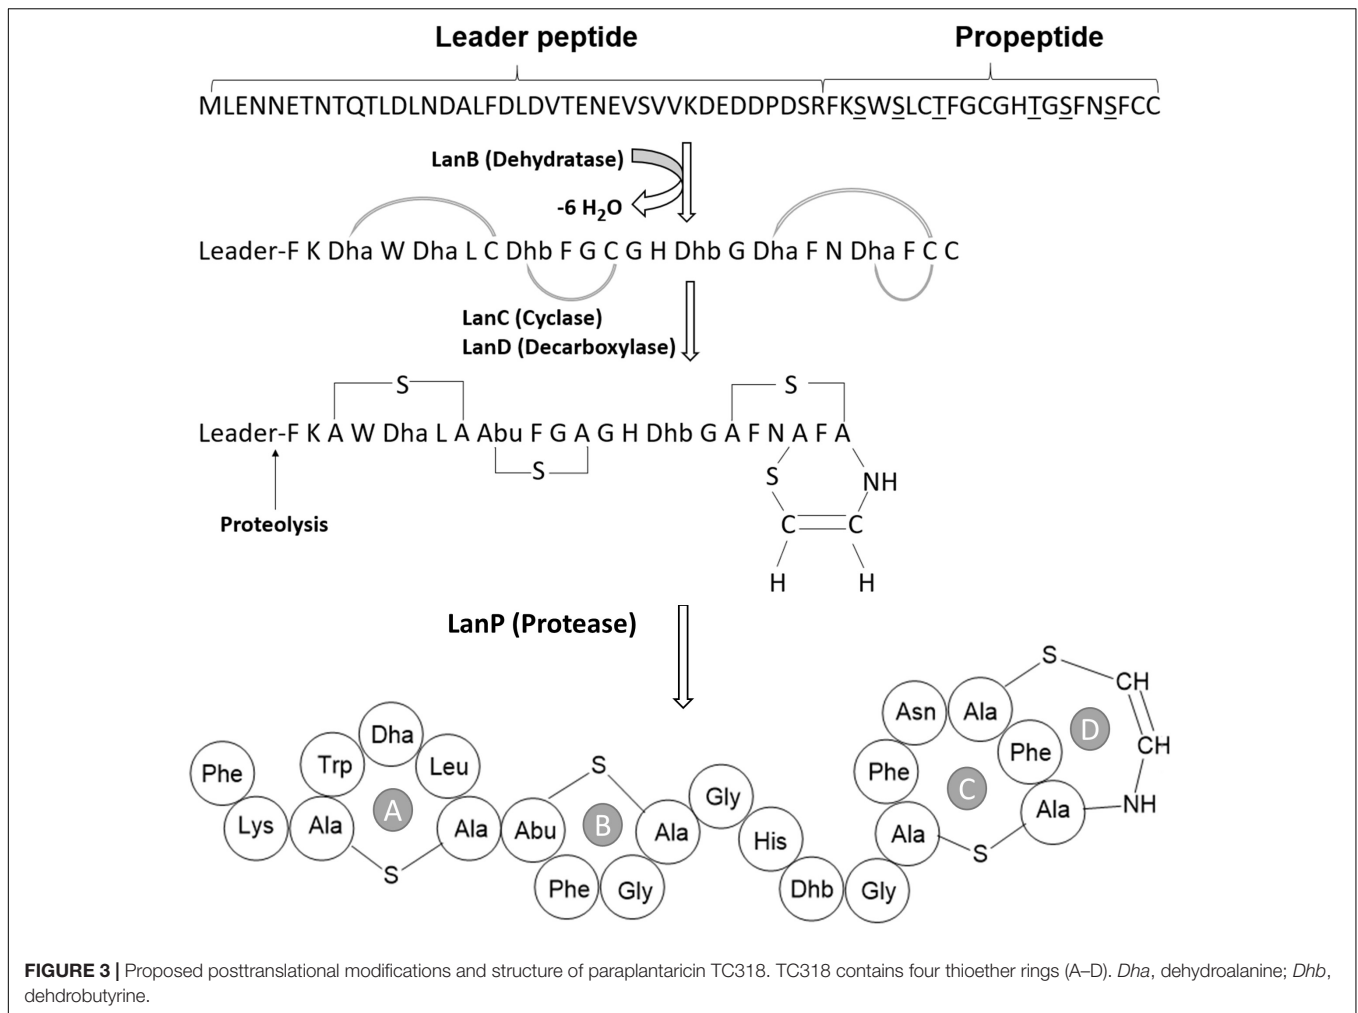 Leader peptide Propeptide
MLENNETNTQTLDLNDALFDLDVTENEVSVVKDEDDPDSRFKSWSLCTFGCGHTGSFNSFCC
LanB (Dehydratase)
-6 H2O
Leader-F K Dha W Dha L C Dhb F G C G H Dhb G Dha F N Dha F C C
LanC (Cyclase)
LanD (Decarboxylase)
S S
Leader-F K A W Dha L A Abu F G A G H Dhb G A F N A F A
S S NH
Proteolysis C C
H H
LanP (Protease)
S
Asn Ala CH
Dha D
Phe Trp Leu S Phe CH
Phe C
Gly Ala NH
Lys Ala A Ala Abu B Ala His Ala S
S Phe Gly Dhb Gly
FIGURE 3 | Proposed posttranslational modifications and structure of paraplantaricin TC318. TC318 contains four thioether rings (A–D). Dha, dehydroalanine; Dhb,
dehdrobutyrine.